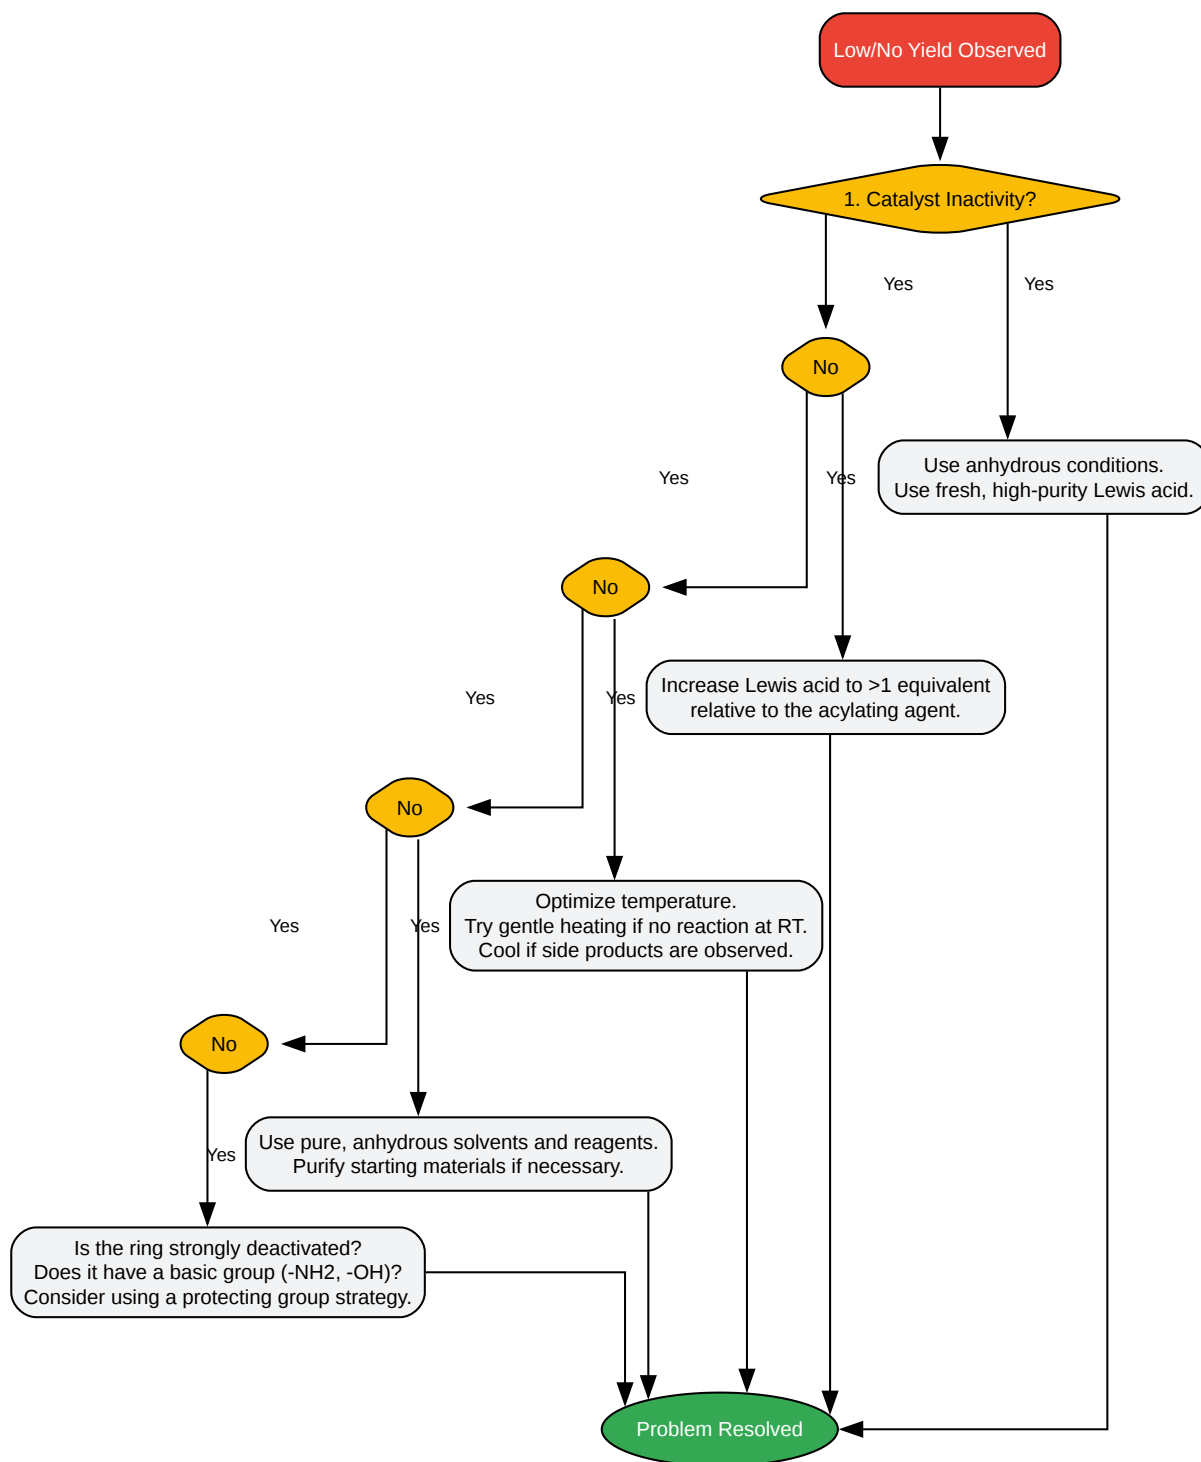 Low/No Yield Observed
1. Catalyst Inactivity?
Yes
Yes
No
Use anhydrous conditions.
Use fresh, high-purity Lewis acid.
Yes
Yes
No
Increase Lewis acid to >1 equivalent
relative to the acylating agent.
Yes
Yes
No
Optimize temperature.
Try gentle heating if no reaction at RT.
Cool if side products are observed.
Yes
Yes
No
Use pure, anhydrous solvents and reagents.
Purify starting materials if necessary.
Yes
Is the ring strongly deactivated?
Does it have a basic group (-NH2, -OH)?
Consider using a protecting group strategy.
Problem Resolved